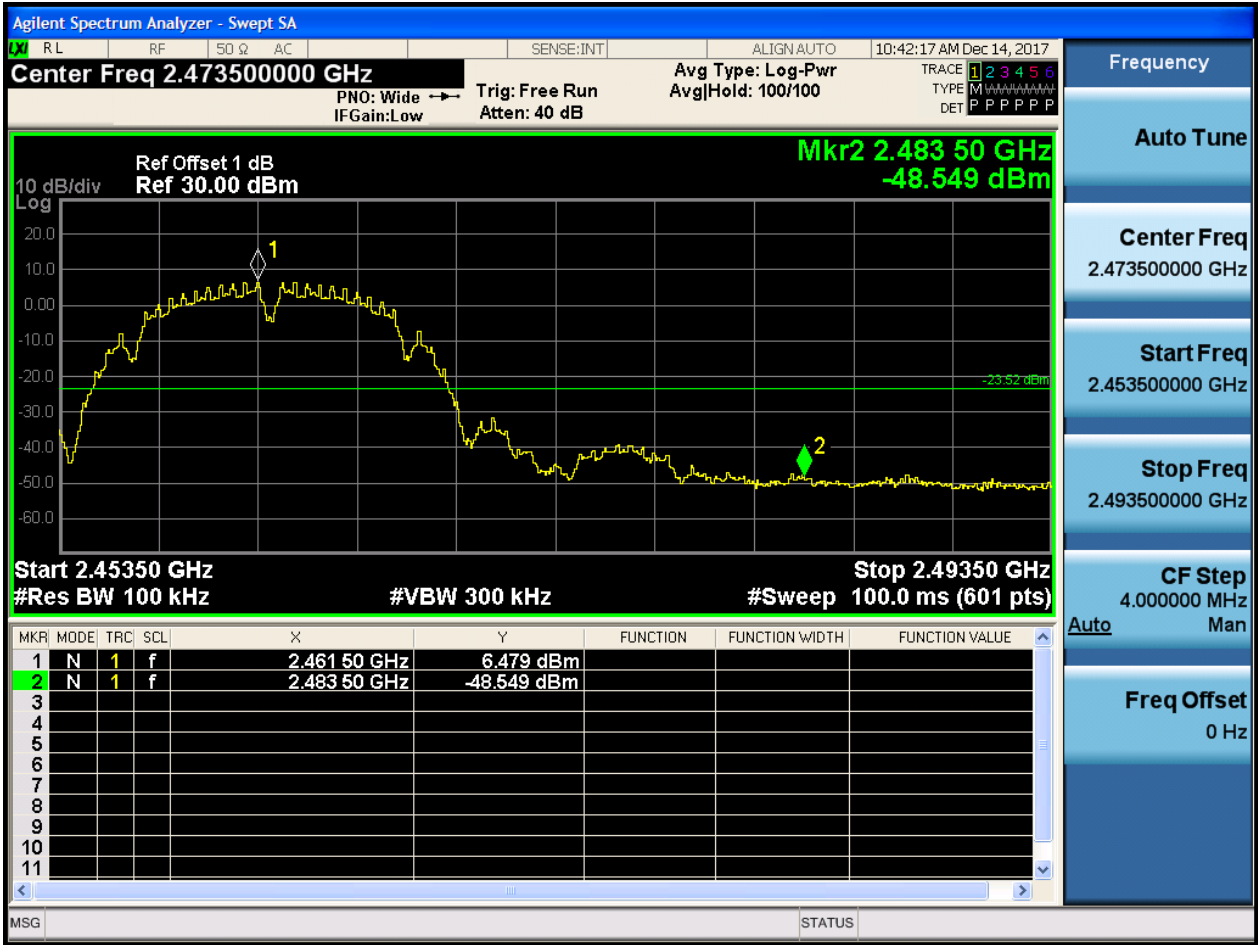 Agilent Spectrum Analyzer - Swept SA
LXI RL RF 50 Ω AC SENSE:INT ALIGN AUTO 10:42:17 AM Dec 14, 2017
Center Freq 2.473500000 GHz
PNO: Wide
IFGain:Low
Trig: Free Run
Atten: 40 dB
Avg Type: Log-Pwr
Avg|Hold: 100/100
TRACE 1 2 3 4 5 6
TYPE M WWWWW
DET P P P P P P
Mkr2 2.483 50 GHz
-48.549 dBm
Ref Offset 1 dB
10 dB/div Ref 30.00 dBm
Log
20.0
10.0
0.00
-10.0
-20.0
-30.0
-40.0
-50.0
-60.0
1
-23.52 dBm
2
Start 2.45350 GHz Stop 2.49350 GHz
#Res BW 100 kHz #VBW 300 kHz #Sweep 100.0 ms (601 pts)
MKR MODE TRC SCL X Y FUNCTION FUNCTION WIDTH FUNCTION VALUE
1 N 1 f 2.461 50 GHz 6.479 dBm
2 N 1 f 2.483 50 GHz -48.549 dBm
3
4
5
6
7
8
9
10
11
MSG STATUS
Frequency
Auto Tune
Center Freq
2.473500000 GHz
Start Freq
2.453500000 GHz
Stop Freq
2.493500000 GHz
CF Step
4.000000 MHz
Auto Man
Freq Offset
0 Hz